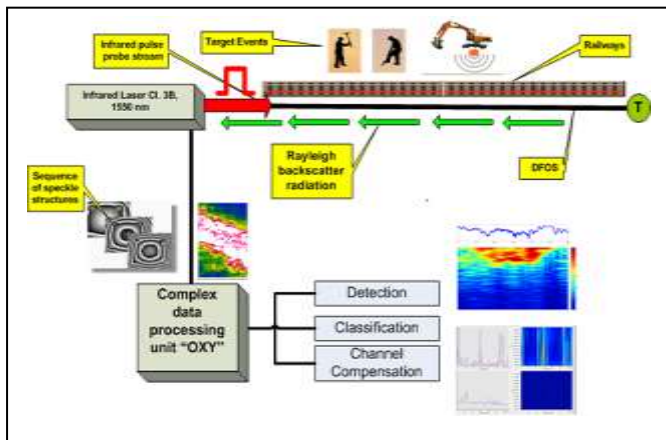 Infrared pulse
probe stream
Target Events
Railways
Infrared Laser Cl. 3B,
1550 nm
T
Rayleigh
backscatter
radiation
DFOS
Sequence
of speckle
structures
Complex
data
processing
unit "OXY"
Detection
Classification
Channel
Compensation